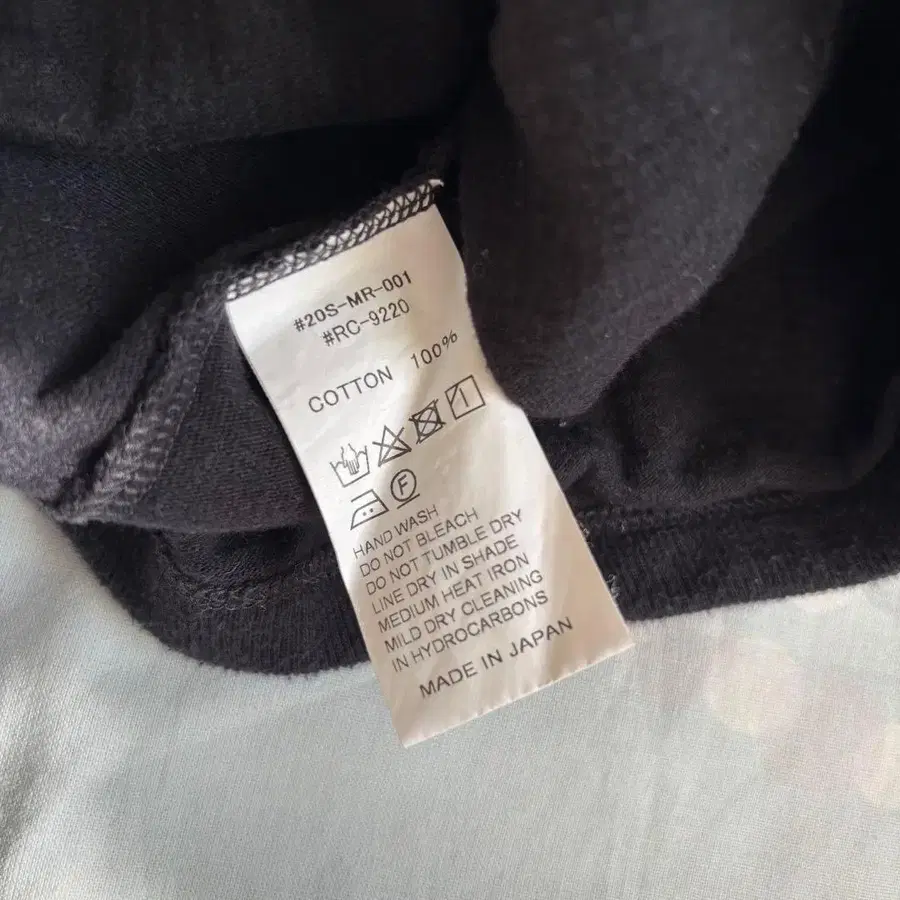 #20S-MR-001
#RC-9220
COTTON 100%
F
HAND WASH
DO NOT BLEACH
DO NOT TUMBLE DRY
LINE DRY IN SHADE
MEDIUM HEAT IRON
MILD DRY CLEANING
IN HYDROCARBONS
MADE IN JAPAN